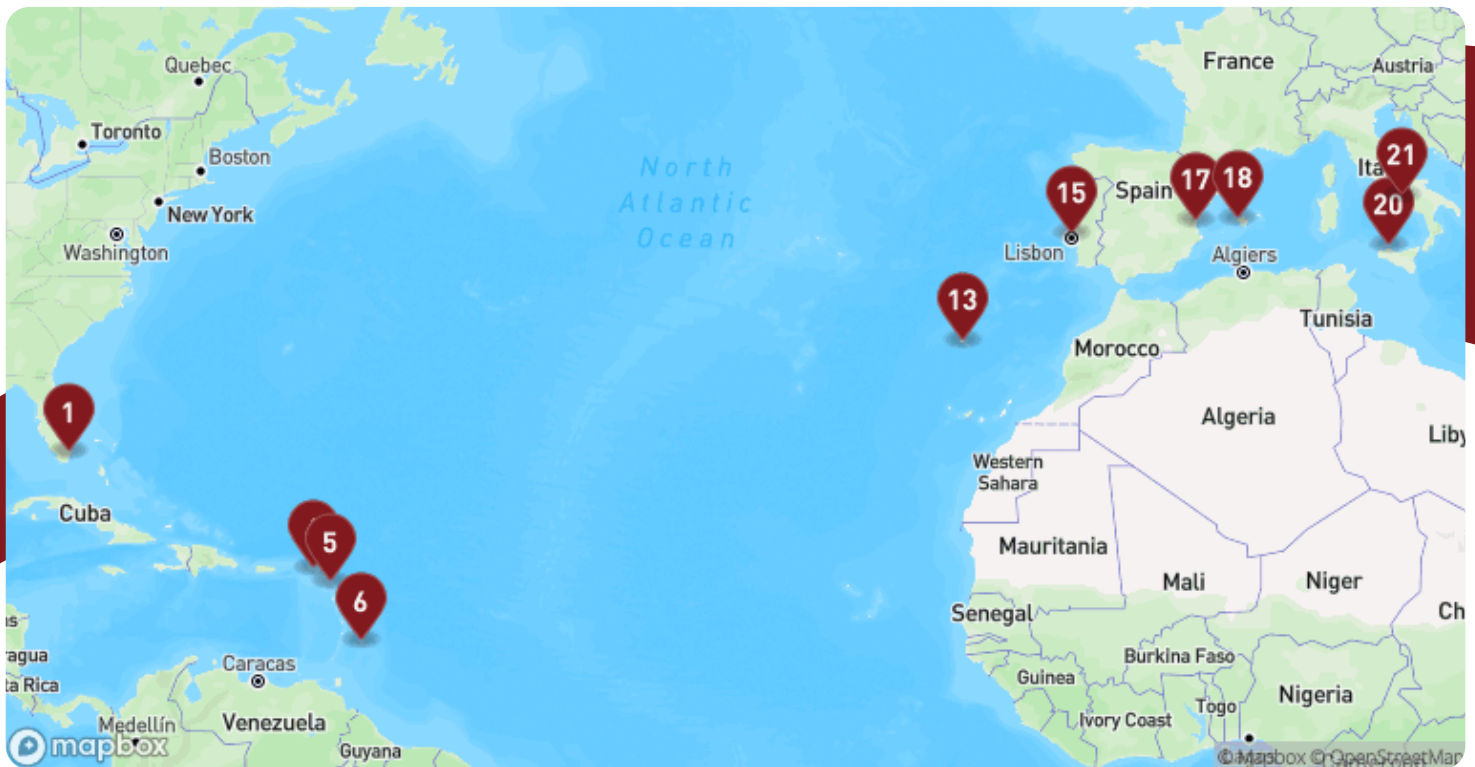 Quebec
Toronto
Boston
New York
Washington
North
Atlantic
Ocean
France
Austria
Spain
Lisbon
Algiers
Tunisia
Morocco
Algeria
Western
Sahara
Mauritania
Mali
Niger
Senegal
Burkina Faso
Guinea
Togo
Nigeria
Ivory Coast
Cuba
Caracas
Venezuela
Medellín
Guyana
ragua
ta Rica
Liby
Ch
Ita
1
5
6
13
15
17
18
20
21
mapbox
© Mapbox © OpenStreetMap